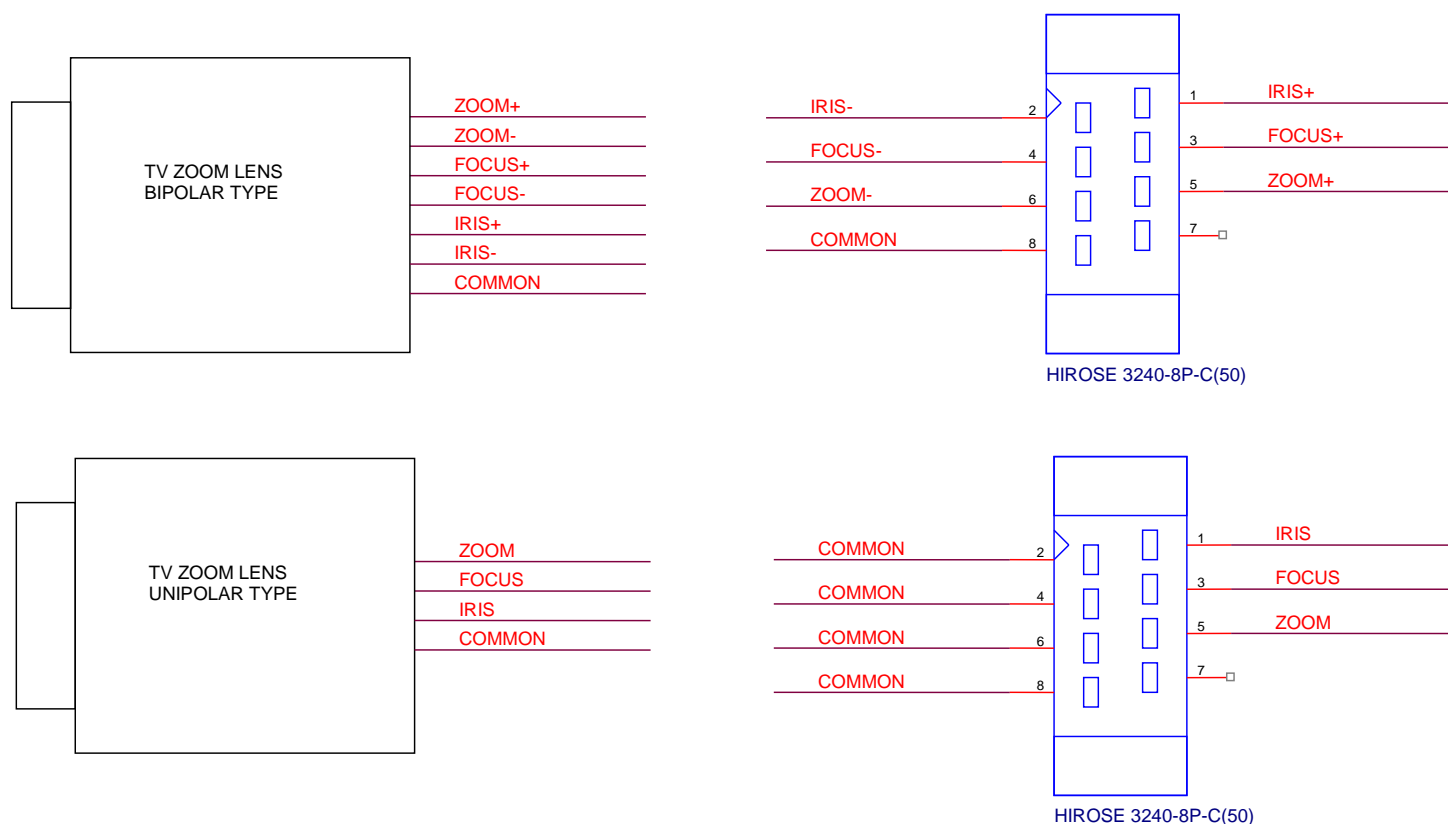 ZOOM+
ZOOM-
FOCUS+
FOCUS-
IRIS+
IRIS-
COMMON
TV ZOOM LENS
BIPOLAR TYPE
IRIS- 2
FOCUS- 4
ZOOM- 6
COMMON 8
1 IRIS+
3 FOCUS+
5 ZOOM+
7
HIROSE 3240-8P-C(50)
ZOOM
FOCUS
IRIS
COMMON
TV ZOOM LENS
UNIPOLAR TYPE
COMMON 2
COMMON 4
COMMON 6
COMMON 8
1 IRIS
3 FOCUS
5 ZOOM
7
HIROSE 3240-8P-C(50)